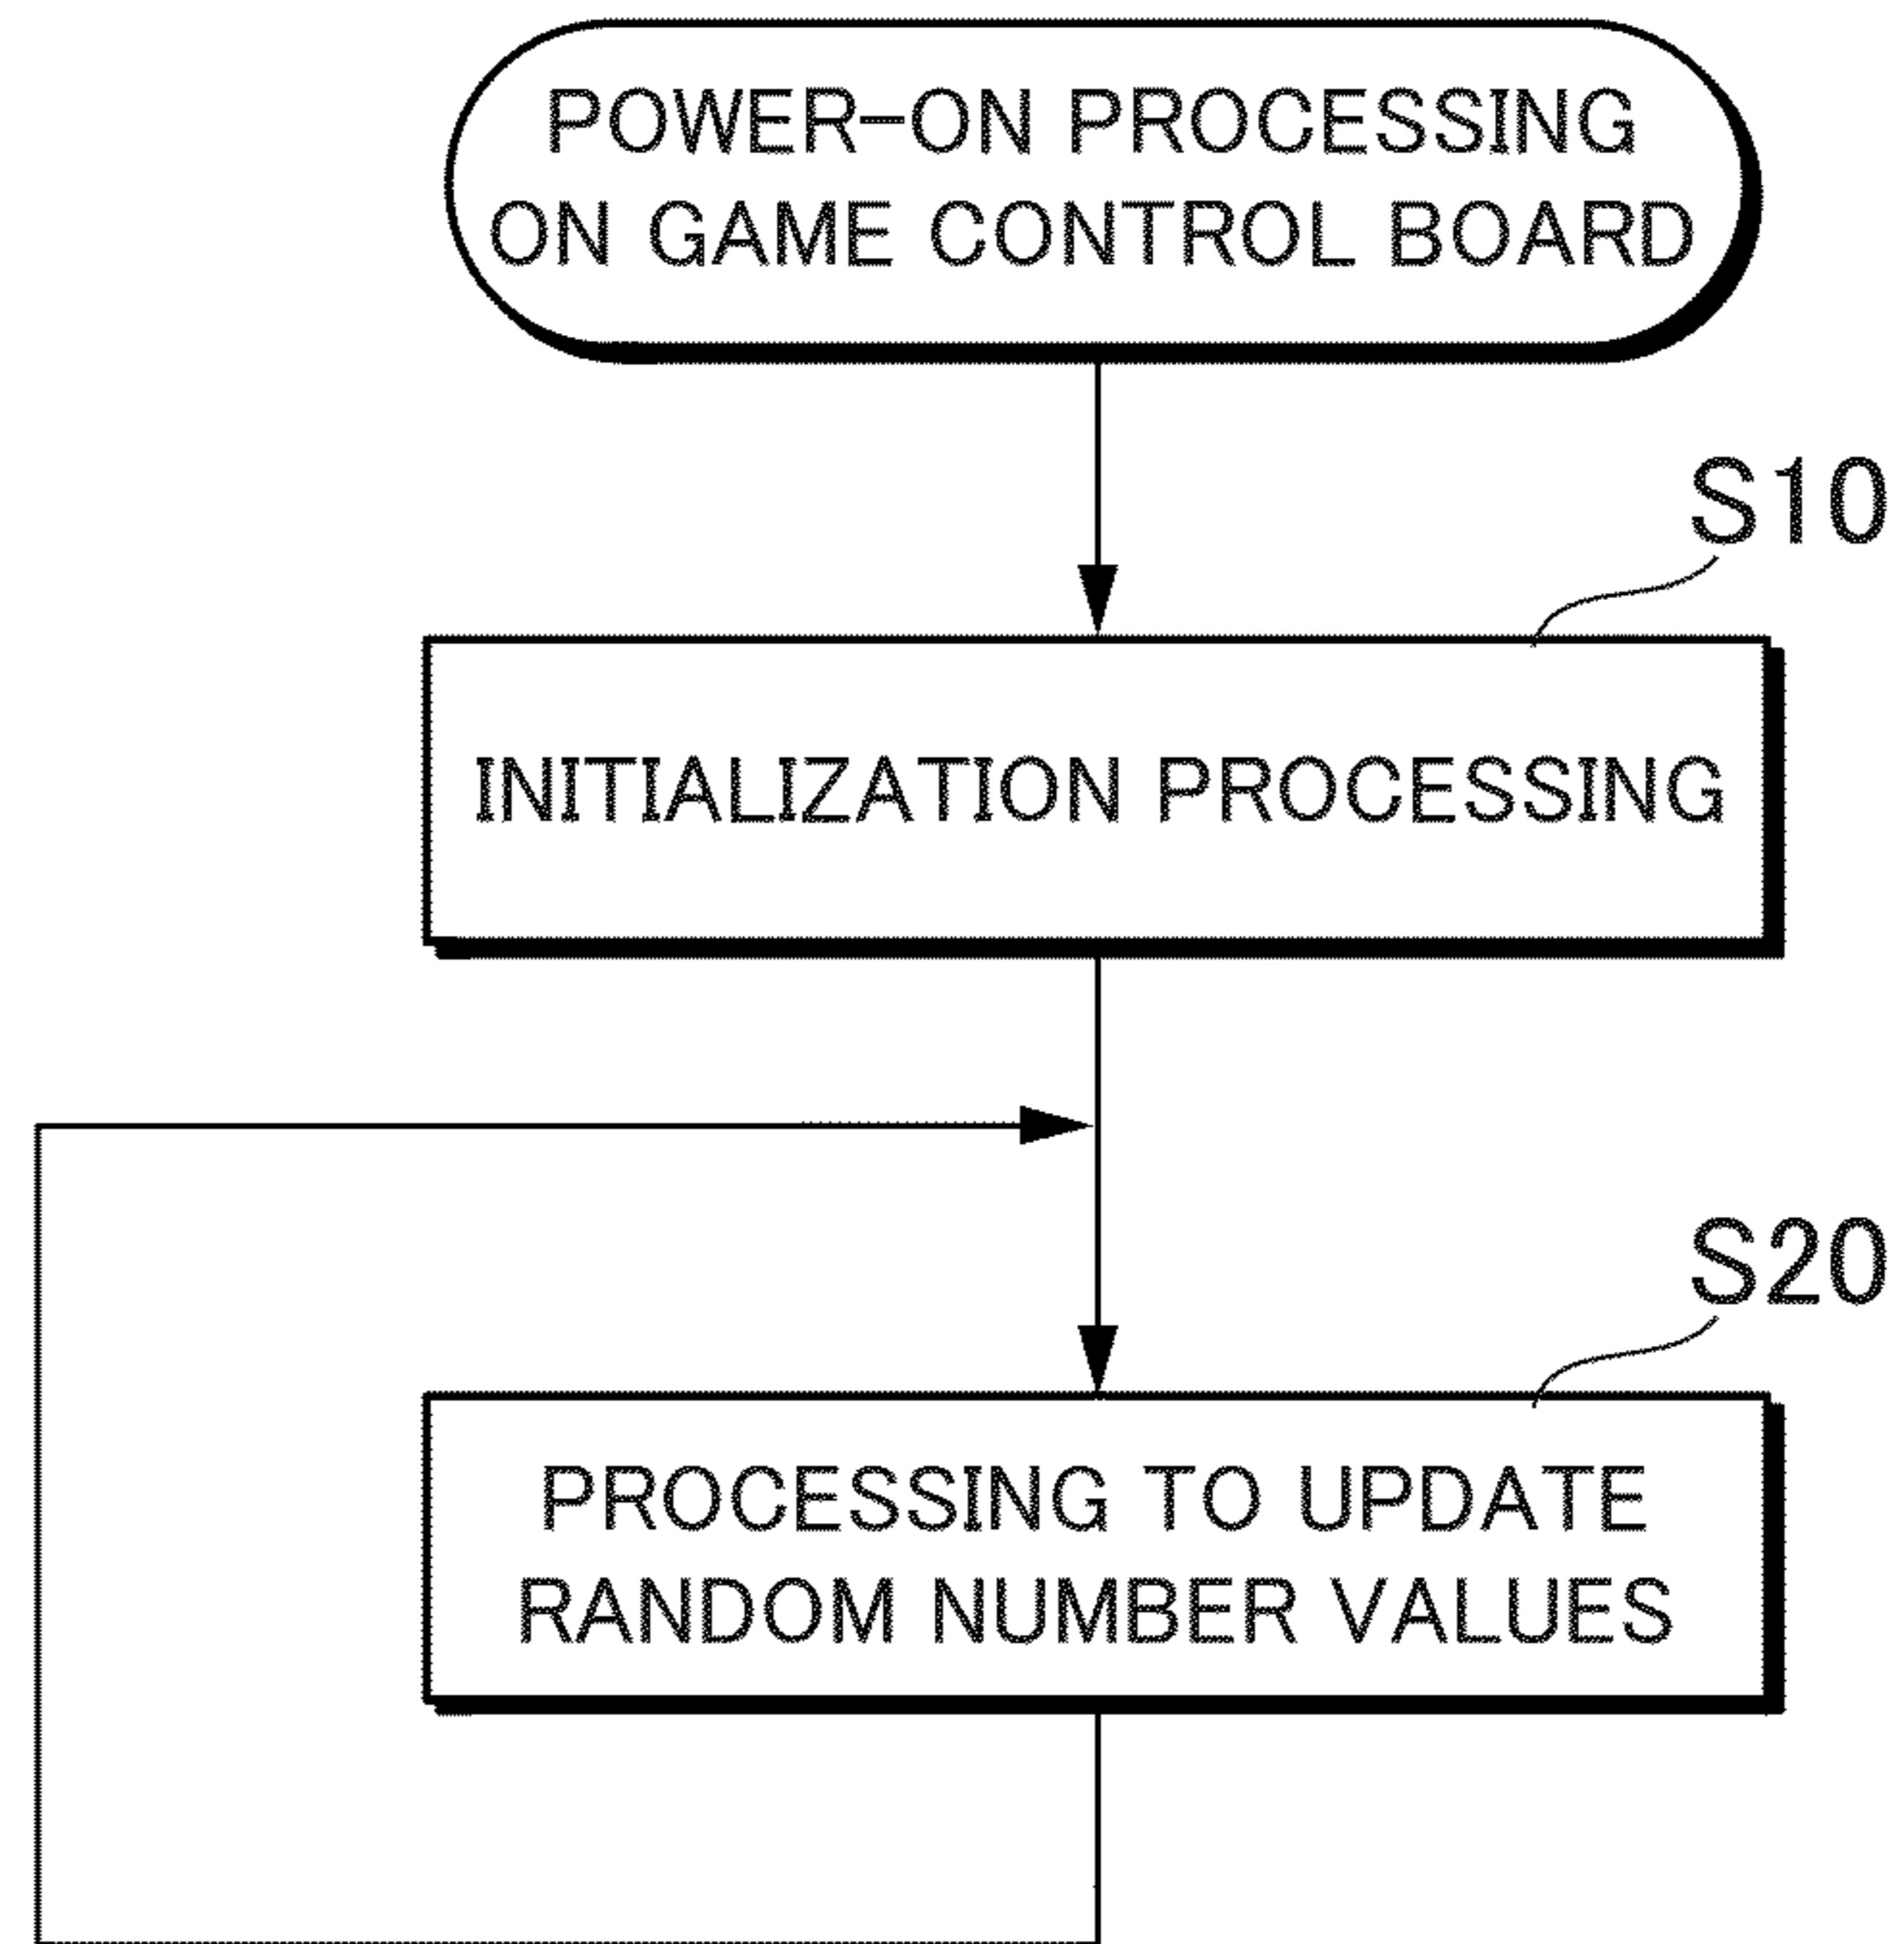 POWER-ON PROCESSING
ON GAME CONTROL BOARD
S10
INITIALIZATION PROCESSING
S20
PROCESSING TO UPDATE
RANDOM NUMBER VALUES